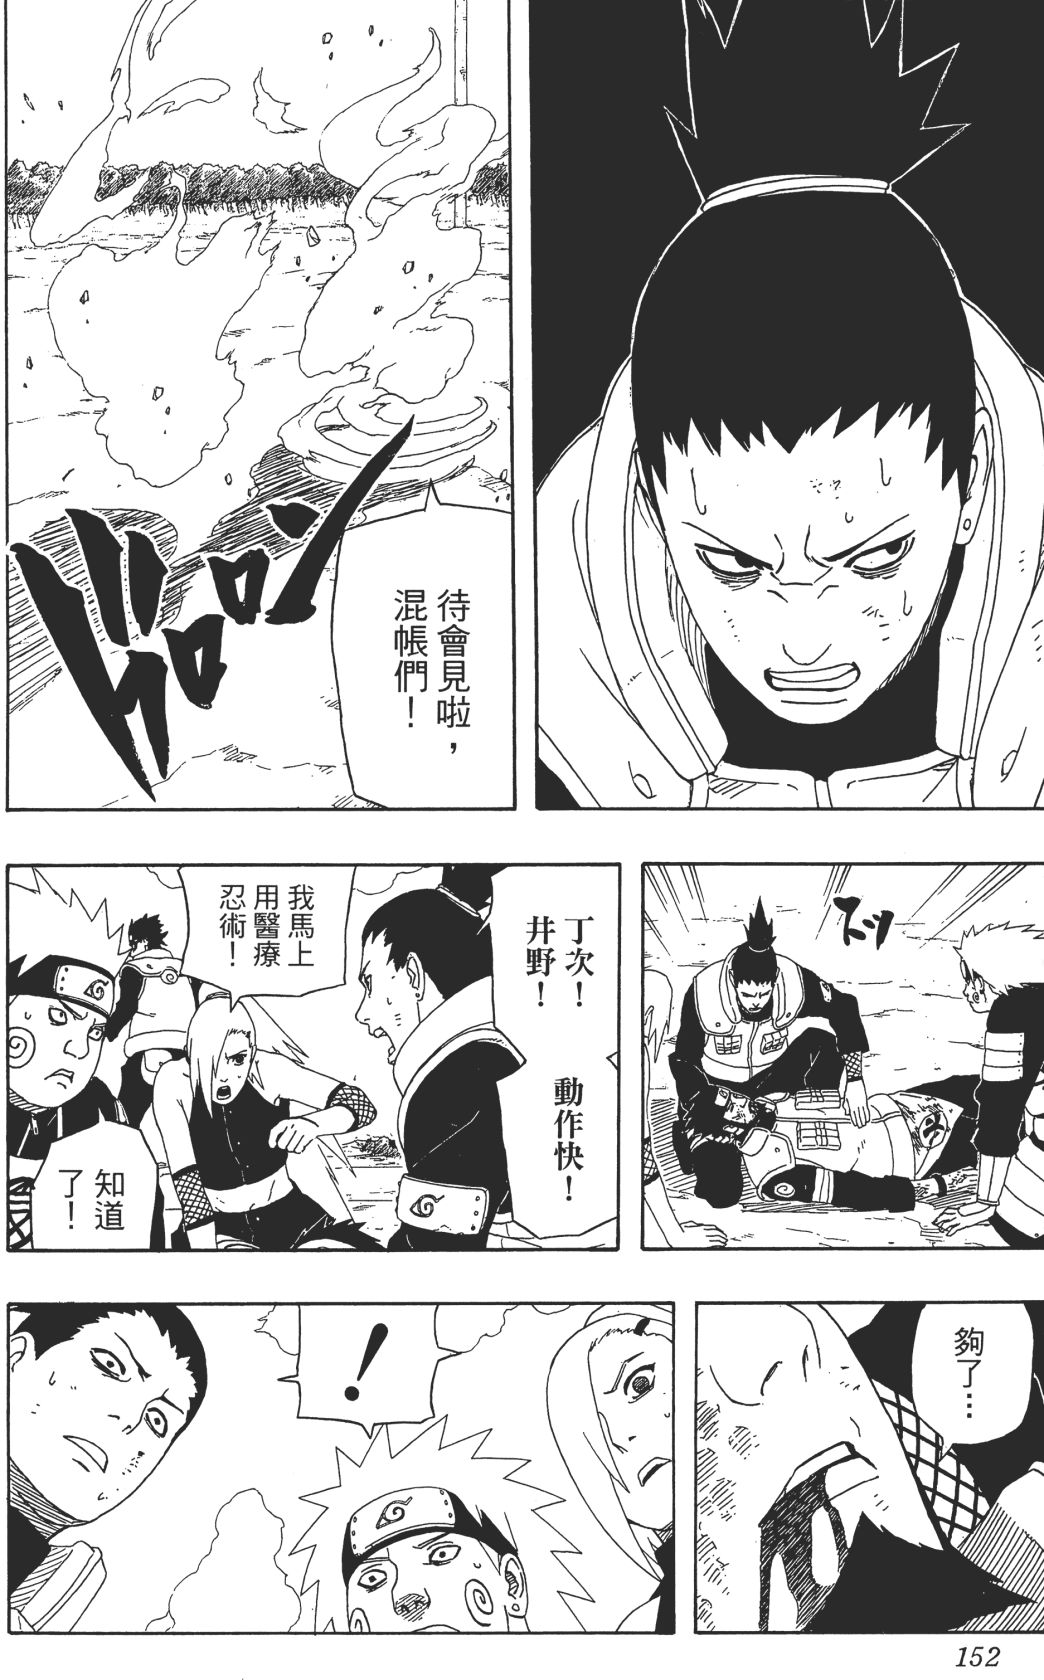 待會見啦，
混帳們！
ドロン
ズッ
丁次！
井野！
動作快！
我馬上
用醫療
忍術！
知道
了！
夠了…
！
152